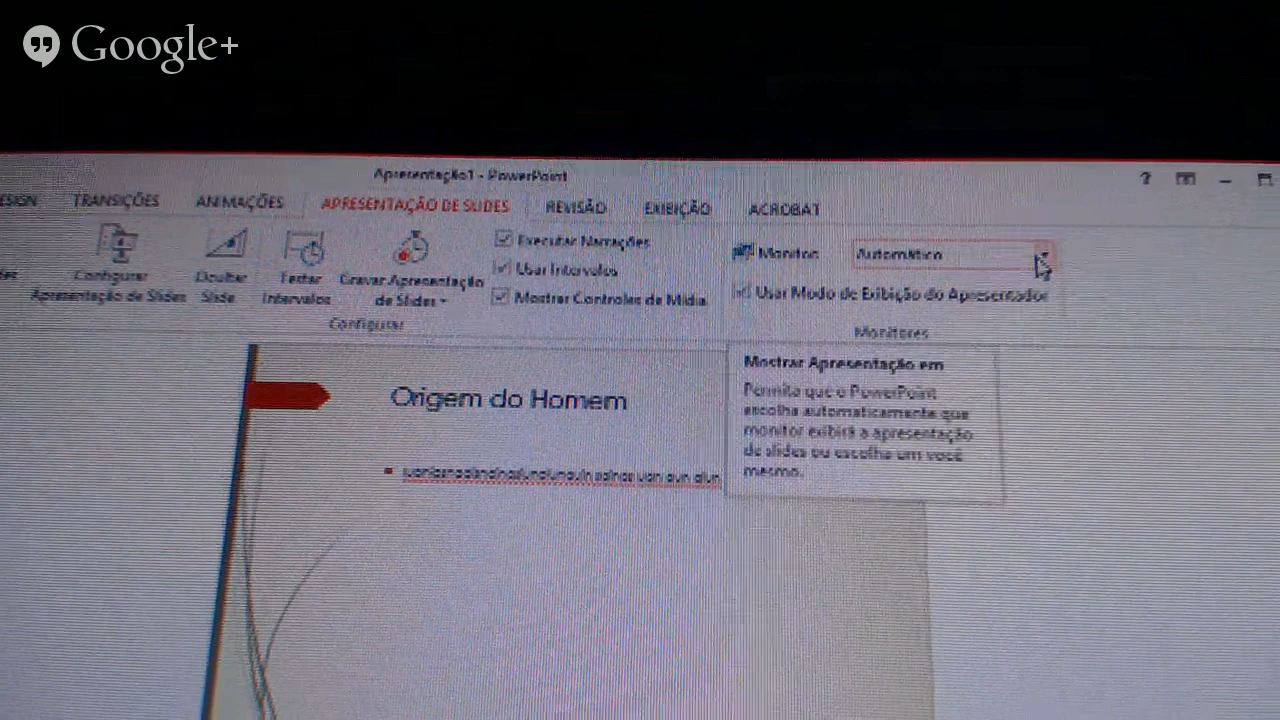 Google+
Apresentação1 - PowerPoint
TRANSIÇÕES ANIMAÇÕES APRESENTAÇÃO DE SLIDES REVISÃO EXIBIÇÃO ACROBAT
Configurar
Apresentação de Slides
Ocultar
Slide
Testar
Intervalos
Gravar Apresentação
de Slides
Executar Narrações
Usar Intervalos
Mostrar Controles de Mídia
Configurar
Monitor: Automático
Usar Modo de Exibição do Apresentador
Monitores
Mostrar Apresentação em
Permita que o PowerPoint
escolha automaticamente que
monitor exibirá a apresentação
de slides ou escolha um você
mesmo.
Origem do Homem